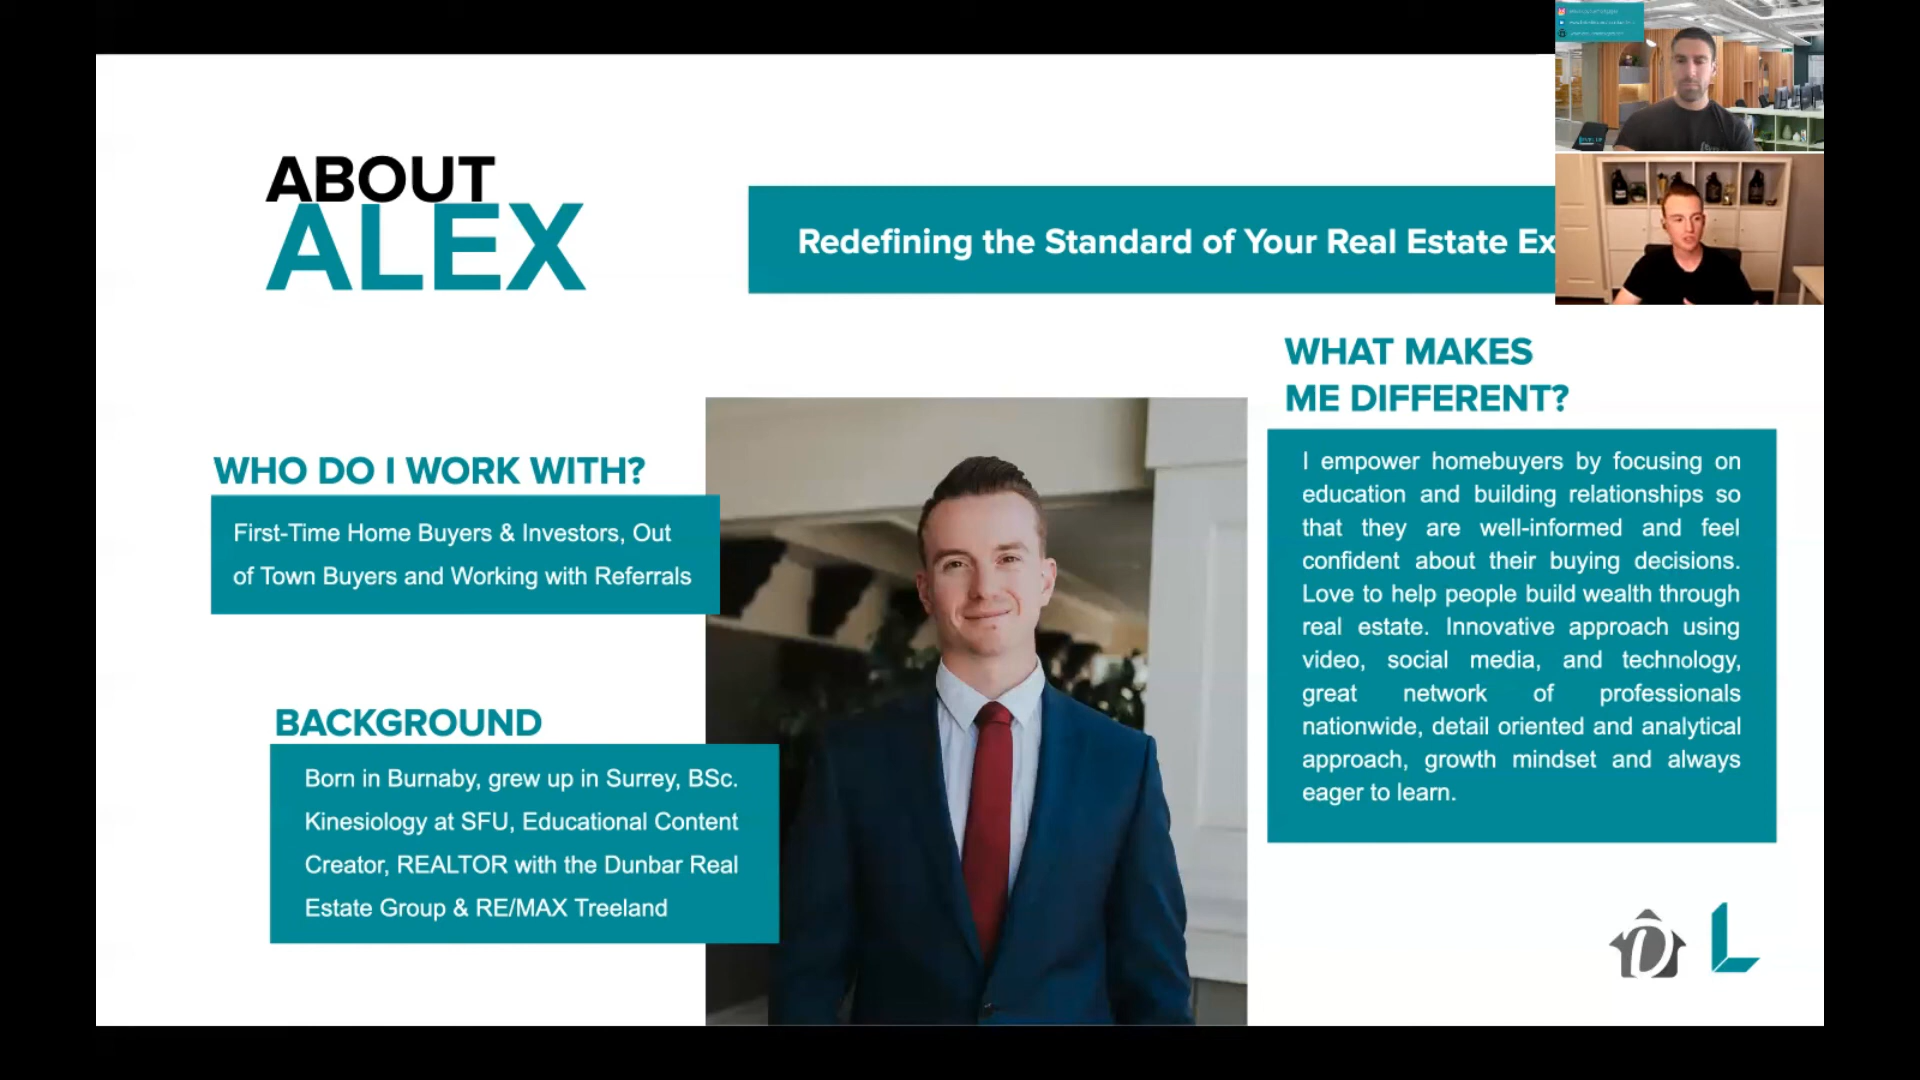 ABOUT
ALEX
Redefining the Standard of Your Real Estate Ex
WHO DO I WORK WITH?
First-Time Home Buyers & Investors, Out
of Town Buyers and Working with Referrals
BACKGROUND
Born in Burnaby, grew up in Surrey, BSc.
Kinesiology at SFU, Educational Content
Creator, REALTOR with the Dunbar Real
Estate Group & RE/MAX Treeland
WHAT MAKES
ME DIFFERENT?
I empower homebuyers by focusing on
education and building relationships so
that they are well-informed and feel
confident about their buying decisions.
Love to help people build wealth through
real estate. Innovative approach using
video, social media, and technology,
great network of professionals
nationwide, detail oriented and analytical
approach, growth mindset and always
eager to learn.
D L